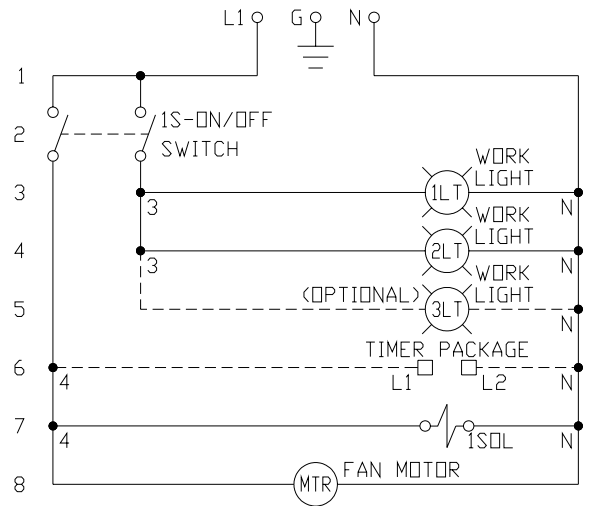 L1 G N
1
2
1S-ON/OFF
SWITCH
WORK
LIGHT
3
1LT
3
N
WORK
LIGHT
4
2LT
3
N
WORK
LIGHT
(OPTIONAL)
5
3LT
N
TIMER PACKAGE
6
4
L1
L2
N
7
4
1SOL
N
8
MTR
FAN MOTOR